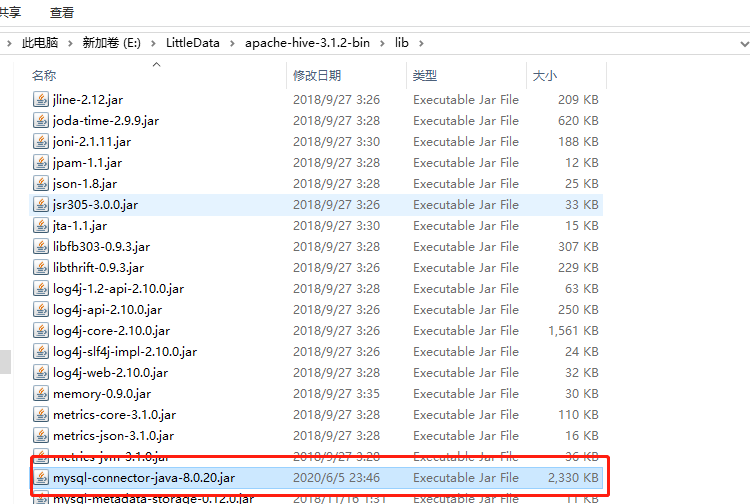 共享 查看
此电脑 新加卷 (E:) LittleData apache-hive-3.1.2-bin lib
名称 修改日期 类型 大小
jline-2.12.jar 2018/9/27 3:26 Executable Jar File 209 KB
joda-time-2.9.9.jar 2018/9/27 3:28 Executable Jar File 620 KB
joni-2.1.11.jar 2018/9/27 3:30 Executable Jar File 188 KB
jpam-1.1.jar 2018/9/27 3:28 Executable Jar File 12 KB
json-1.8.jar 2018/9/27 3:28 Executable Jar File 25 KB
jsr305-3.0.0.jar 2018/9/27 3:26 Executable Jar File 33 KB
jta-1.1.jar 2018/9/27 3:30 Executable Jar File 15 KB
libfb303-0.9.3.jar 2018/9/27 3:28 Executable Jar File 307 KB
libthrift-0.9.3.jar 2018/9/27 3:26 Executable Jar File 229 KB
log4j-1.2-api-2.10.0.jar 2018/9/27 3:28 Executable Jar File 63 KB
log4j-api-2.10.0.jar 2018/9/27 3:26 Executable Jar File 250 KB
log4j-core-2.10.0.jar 2018/9/27 3:26 Executable Jar File 1,561 KB
log4j-slf4j-impl-2.10.0.jar 2018/9/27 3:26 Executable Jar File 24 KB
log4j-web-2.10.0.jar 2018/9/27 3:28 Executable Jar File 32 KB
memory-0.9.0.jar 2018/9/27 3:35 Executable Jar File 30 KB
metrics-core-3.1.0.jar 2018/9/27 3:28 Executable Jar File 110 KB
metrics-json-3.1.0.jar 2018/9/27 3:28 Executable Jar File 16 KB
metrics-jvm-3.1.0.jar 2018/9/27 3:28 Executable Jar File 36 KB
mysql-connector-java-8.0.20.jar 2020/6/5 23:46 Executable Jar File 2,330 KB
mysql-metadata-storage-0.12.0.jar 2018/11/16 1:51 Executable Jar File 11 KB